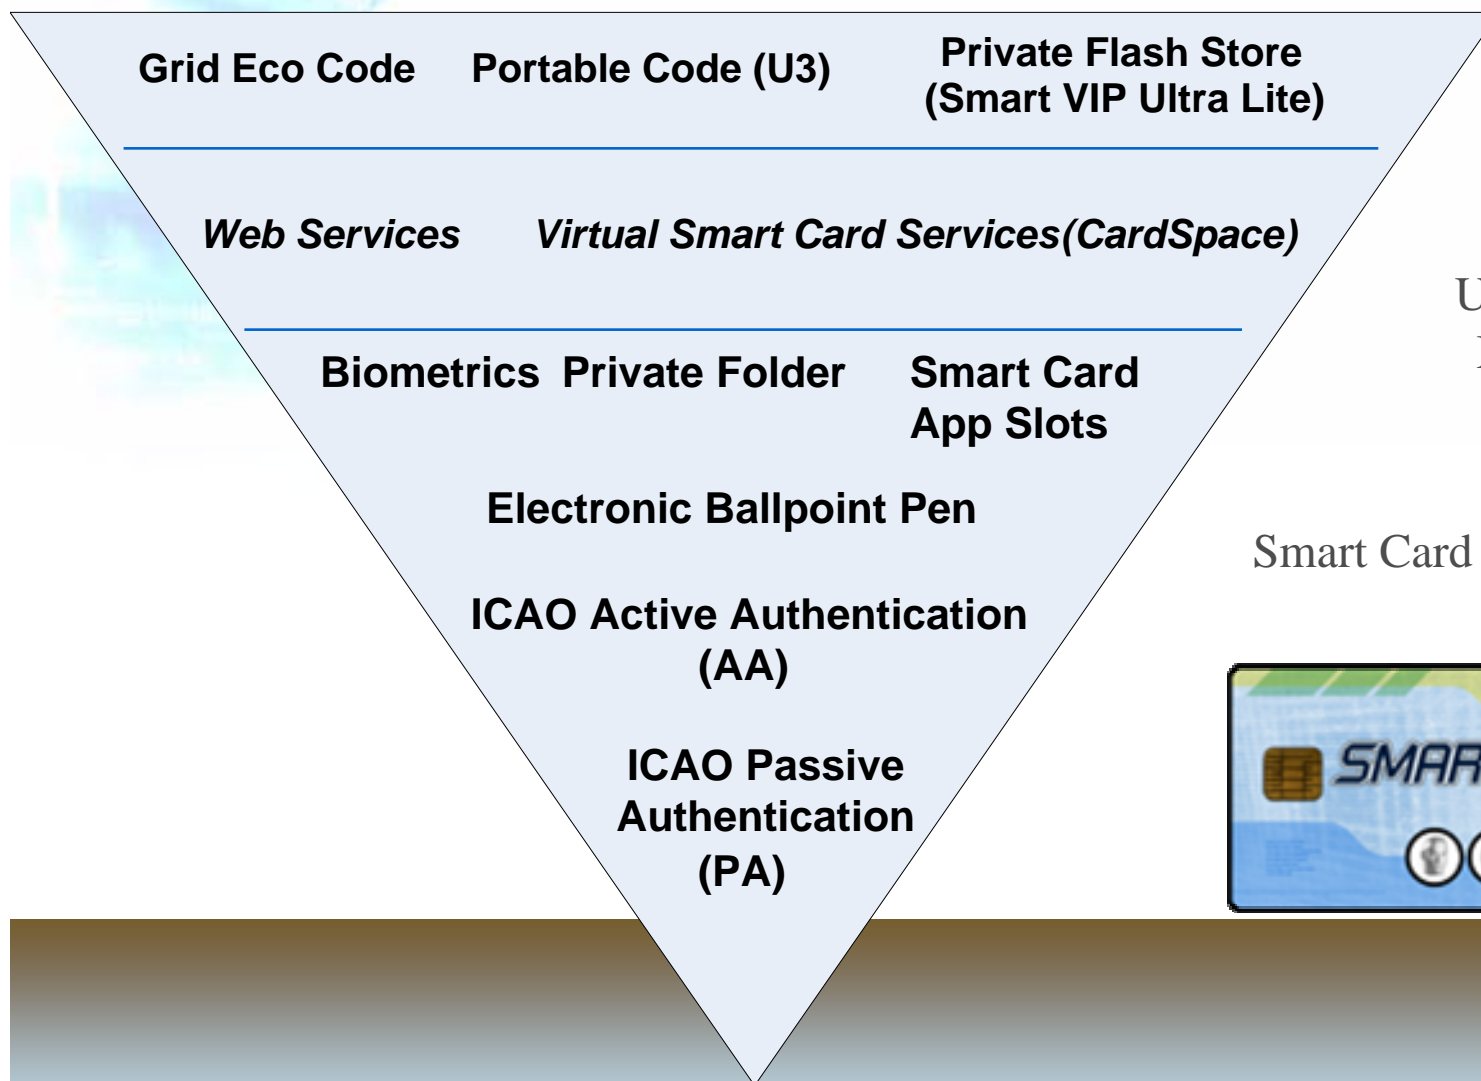 Grid Eco Code Portable Code (U3) Private Flash Store
(Smart VIP Ultra Lite)
Web Services Virtual Smart Card Services(CardSpace)
Biometrics Private Folder Smart Card
App Slots
Electronic Ballpoint Pen
Smart Card
ICAO Active Authentication
(AA)
ICAO Passive
Authentication
(PA)